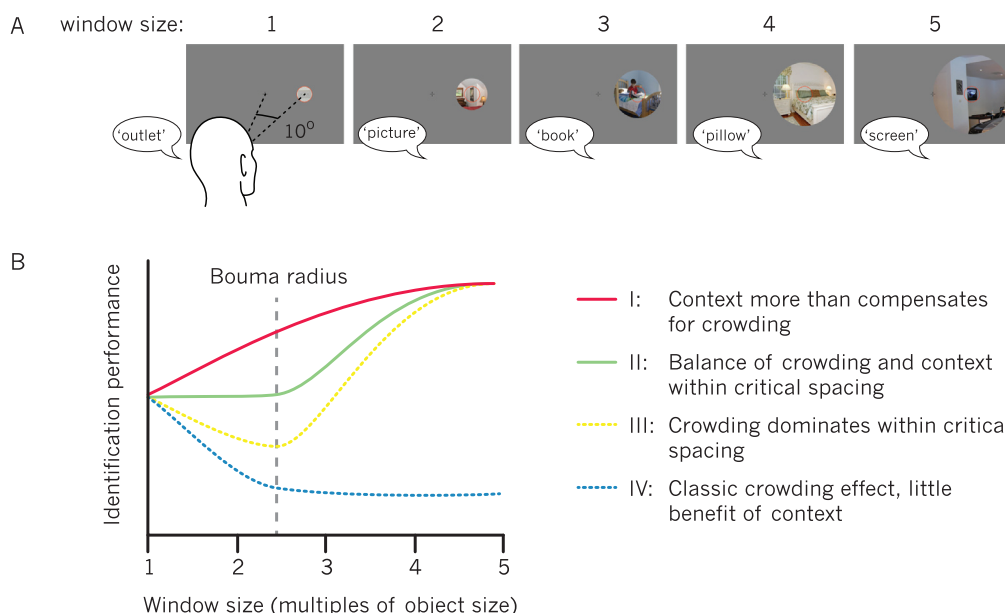 A window size: 1 2 3 4 5
10°
'outlet' 'picture' 'book' 'pillow' 'screen'
B
Identification performance
Bouma radius
1 2 3 4 5
Window size (multiples of object size)
I: Context more than compensates
for crowding
II: Balance of crowding and context
within critical spacing
III: Crowding dominates within critical
spacing
IV: Classic crowding effect, little
benefit of context